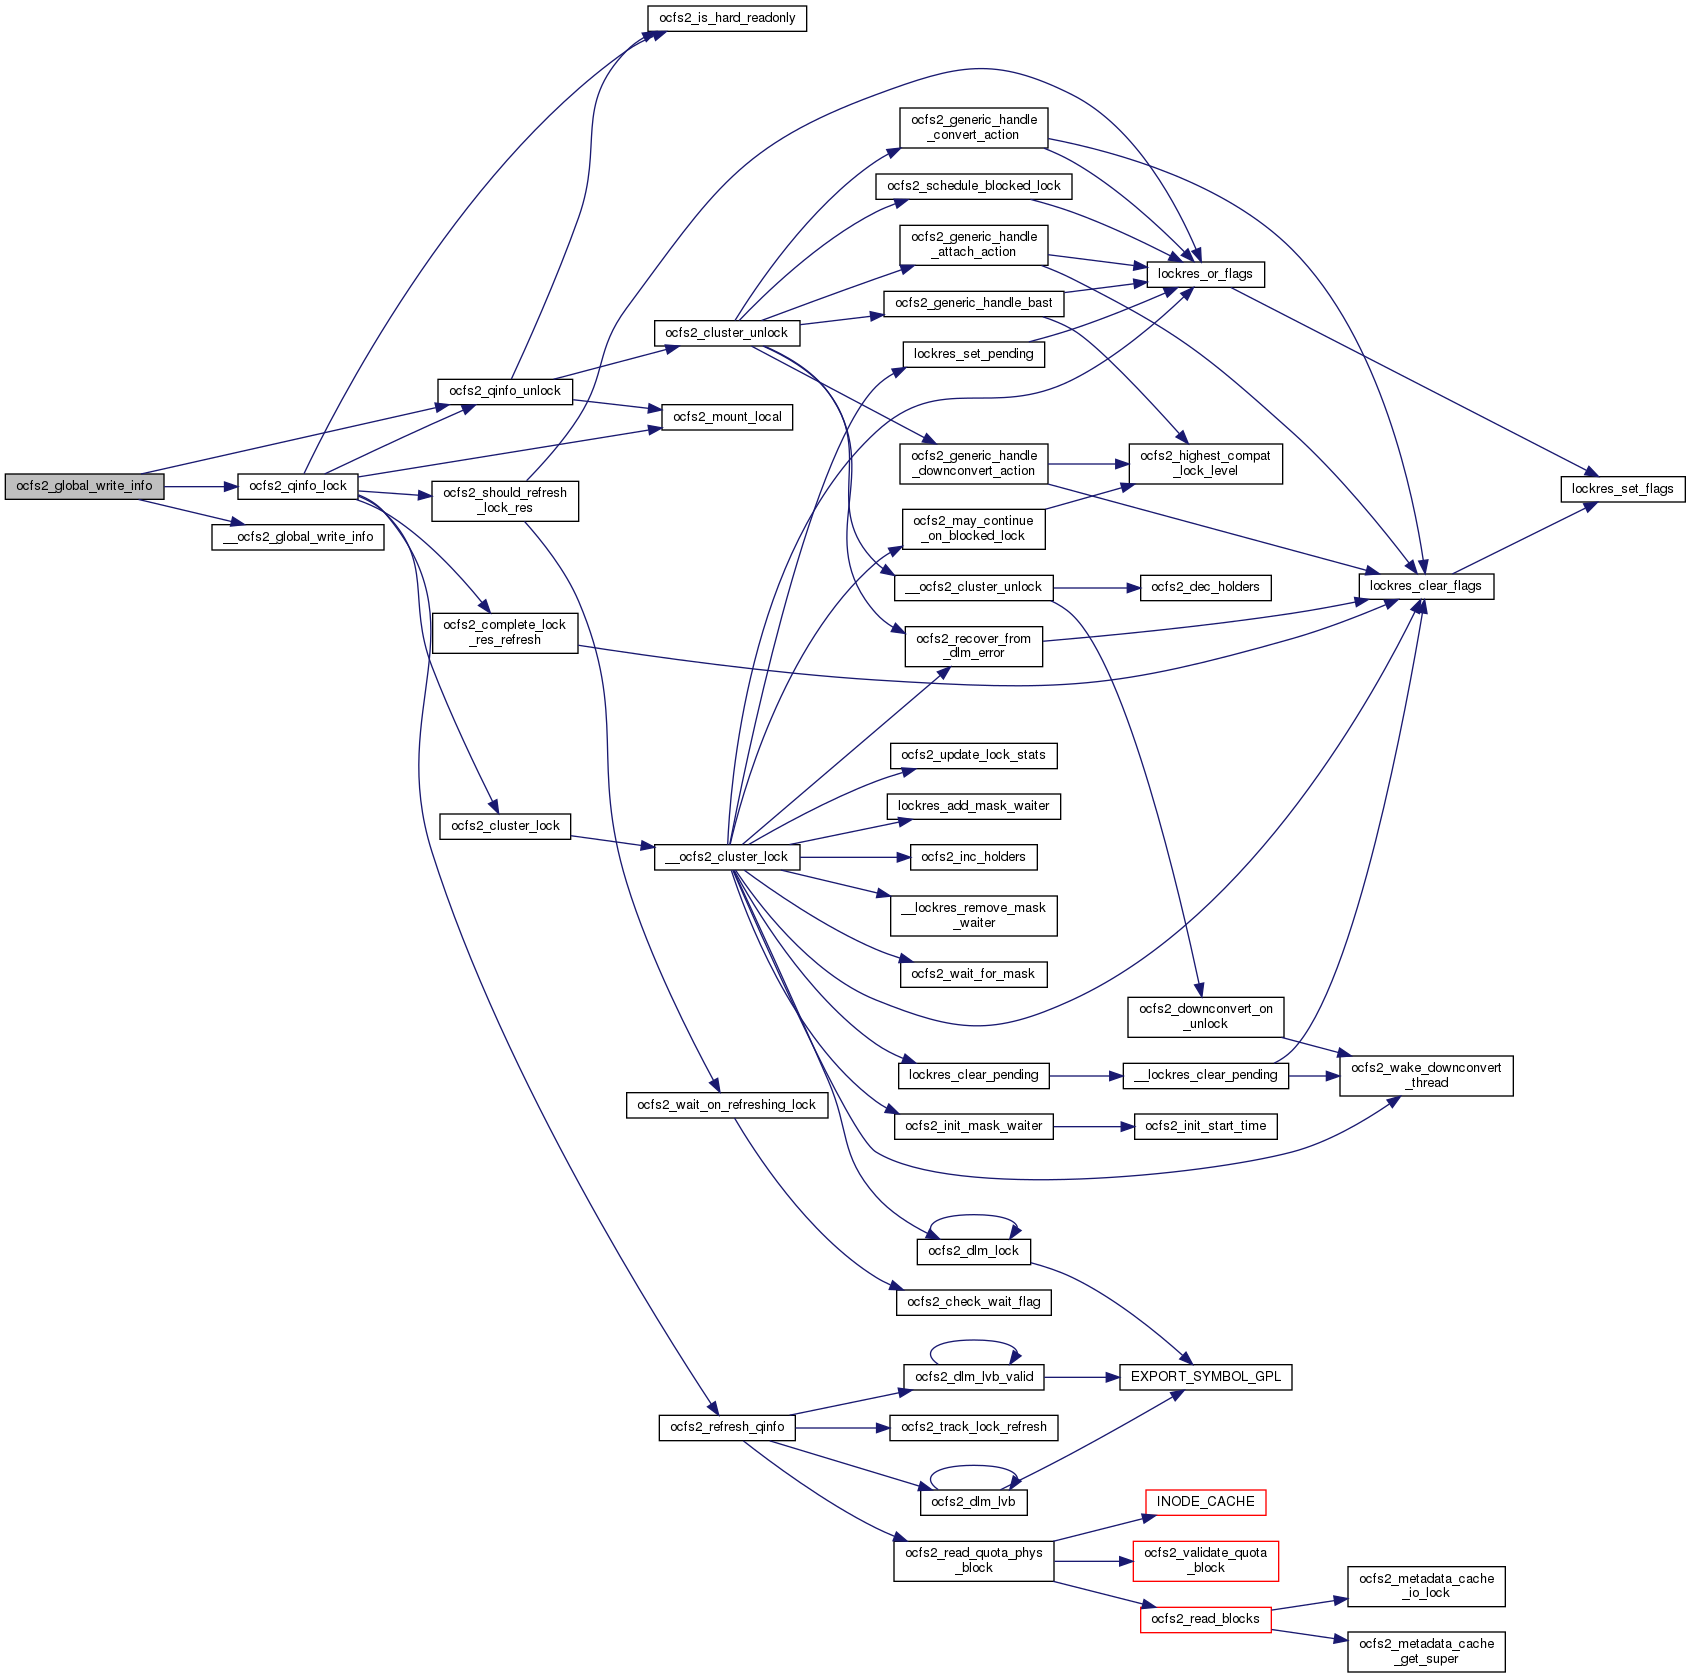 ocfs2_is_hard_readonly
ocfs2_generic_handle
_convert_action
ocfs2_schedule_blocked_lock
ocfs2_generic_handle
_attach_action
lockres_or_flags
ocfs2_generic_handle_bast
ocfs2_cluster_unlock
lockres_set_pending
ocfs2_qinfo_unlock
ocfs2_mount_local
ocfs2_generic_handle
_downconvert_action
ocfs2_highest_compat
_lock_level
ocfs2_global_write_info
ocfs2_qinfo_lock
ocfs2_should_refresh
_lock_res
lockres_set_flags
__ocfs2_global_write_info
ocfs2_may_continue
_on_blocked_lock
__ocfs2_cluster_unlock
ocfs2_dec_holders
lockres_clear_flags
ocfs2_complete_lock
_res_refresh
ocfs2_recover_from
_dlm_error
ocfs2_update_lock_stats
lockres_add_mask_waiter
ocfs2_cluster_lock
__ocfs2_cluster_lock
ocfs2_inc_holders
__lockres_remove_mask
_waiter
ocfs2_wait_for_mask
ocfs2_downconvert_on
_unlock
lockres_clear_pending
__lockres_clear_pending
ocfs2_wake_downconvert
_thread
ocfs2_wait_on_refreshing_lock
ocfs2_init_mask_waiter
ocfs2_init_start_time
ocfs2_dlm_lock
ocfs2_check_wait_flag
ocfs2_dlm_lvb_valid
EXPORT_SYMBOL_GPL
ocfs2_refresh_qinfo
ocfs2_track_lock_refresh
ocfs2_dlm_lvb
INODE_CACHE
ocfs2_read_quota_phys
_block
ocfs2_validate_quota
_block
ocfs2_metadata_cache
_io_lock
ocfs2_read_blocks
ocfs2_metadata_cache
_get_super